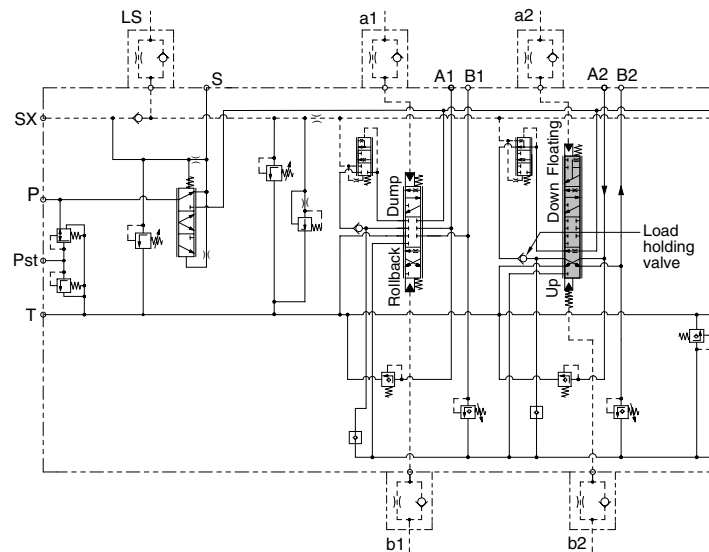 LS
a1
a2
S
A1
B1
A2
B2
SX
P
Pst
T
Dump
Rollback
Down Floating
Up
Load
holding
valve
b1
b2